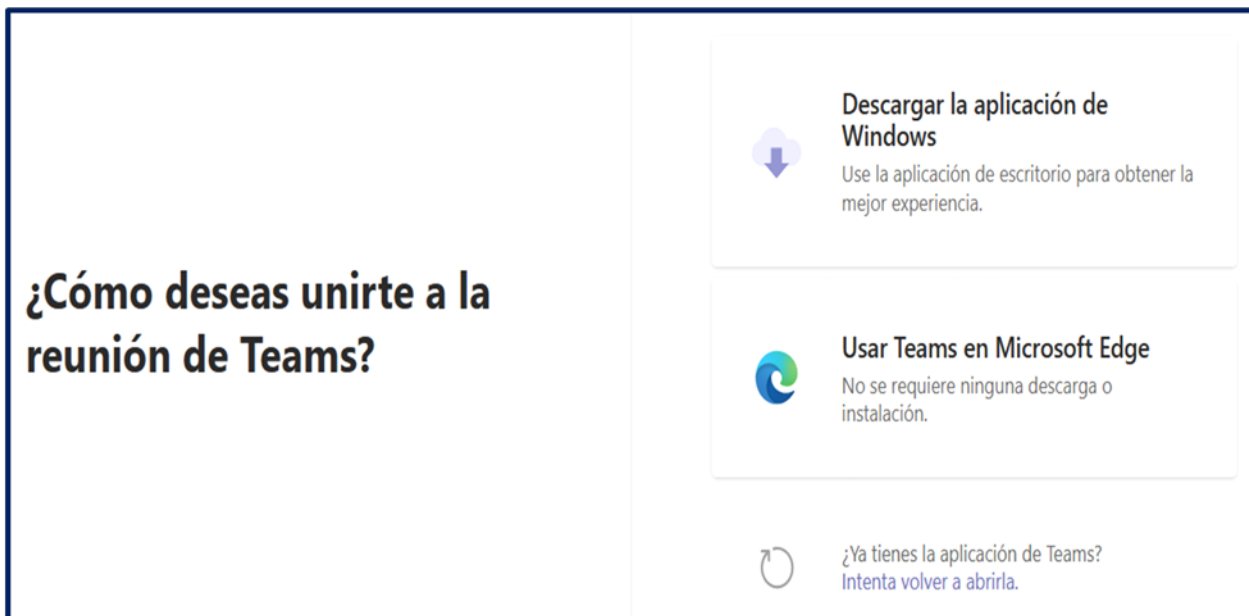 ¿Cómo deseas unirte a la
reunión de Teams?
Descargar la aplicación de
Windows
Use la aplicación de escritorio para obtener la
mejor experiencia.
Usar Teams en Microsoft Edge
No se requiere ninguna descarga o
instalación.
¿Ya tienes la aplicación de Teams?
Intenta volver a abrirla.